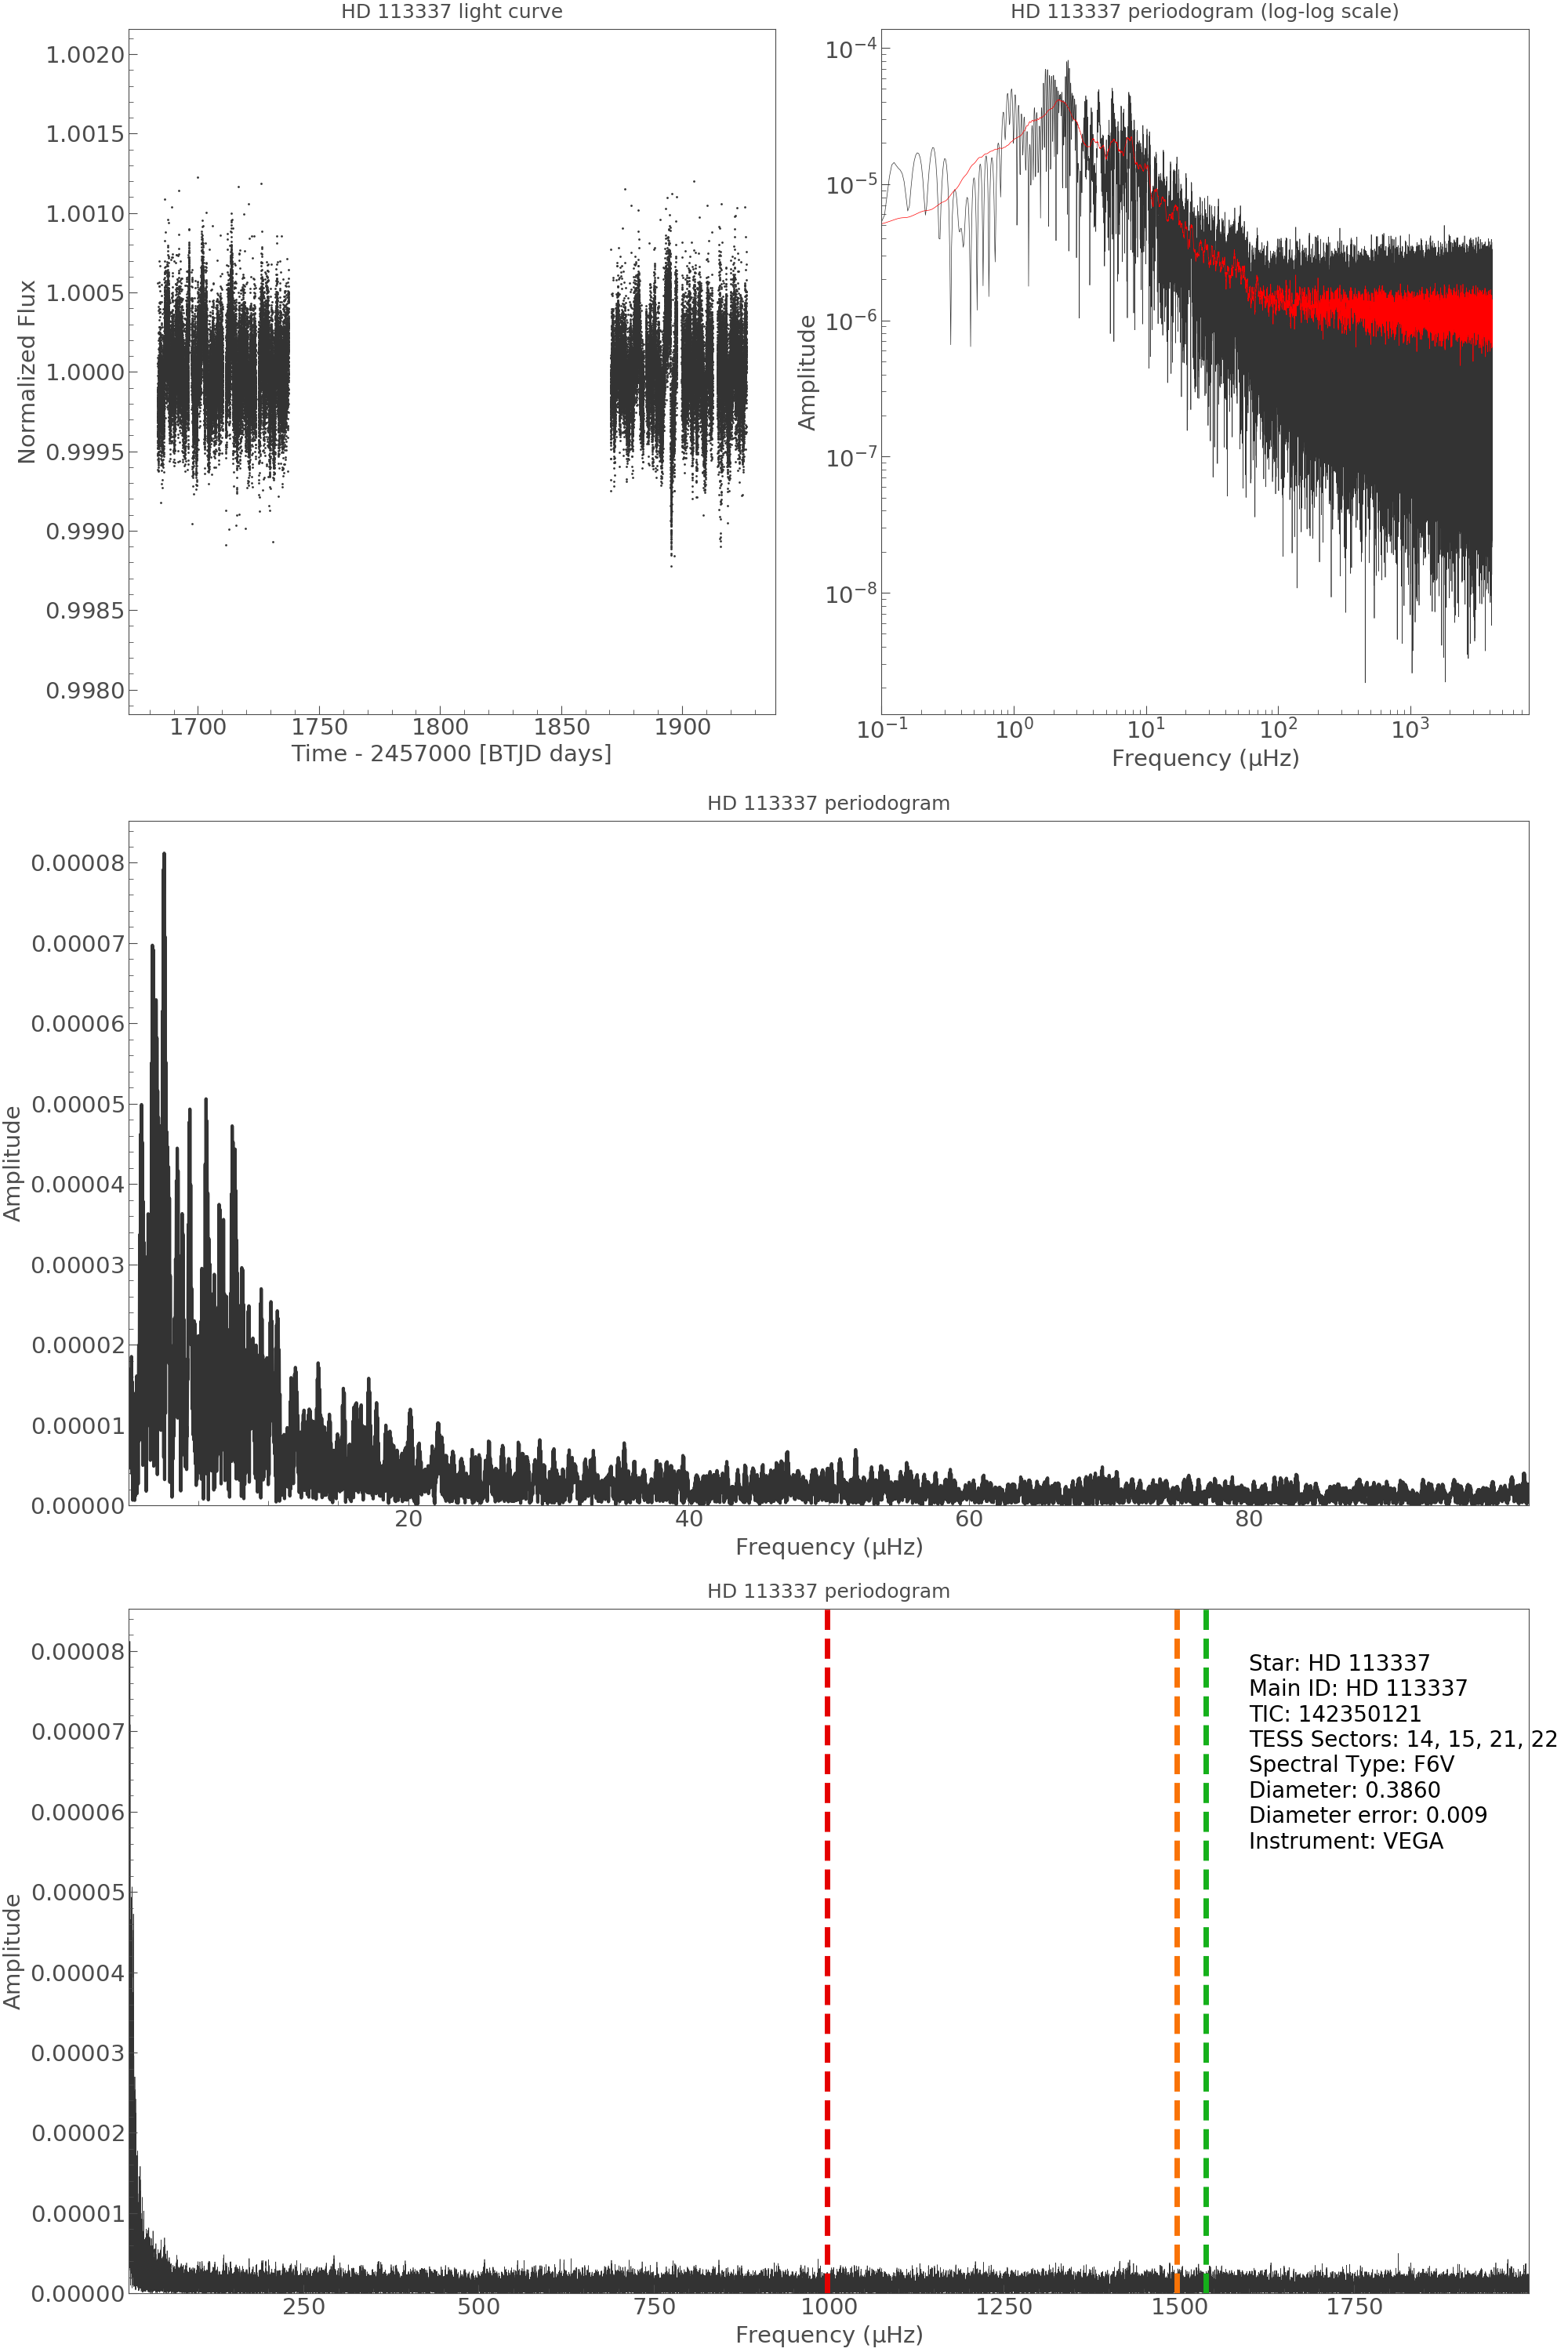 HD 113337 light curve
1.0020
1.0015
1.0010
1.0005
1.0000
0.9995
0.9990
0.9985
0.9980
Normalized Flux
1700 1750 1800 1850 1900
Time - 2457000 [BTJD days]
HD 113337 periodogram (log-log scale)
10⁻⁴
10⁻⁵
10⁻⁶
10⁻⁷
10⁻⁸
Amplitude
10⁻¹ 10⁰ 10¹ 10² 10³
Frequency (μHz)
HD 113337 periodogram
0.00008
0.00007
0.00006
0.00005
0.00004
0.00003
0.00002
0.00001
0.00000
Amplitude
20 40 60 80
Frequency (μHz)
HD 113337 periodogram
0.00008
0.00007
0.00006
0.00005
0.00004
0.00003
0.00002
0.00001
0.00000
Amplitude
Star: HD 113337
Main ID: HD 113337
TIC: 142350121
TESS Sectors: 14, 15, 21, 22
Spectral Type: F6V
Diameter: 0.3860
Diameter error: 0.009
Instrument: VEGA
250 500 750 1000 1250 1500 1750
Frequency (μHz)